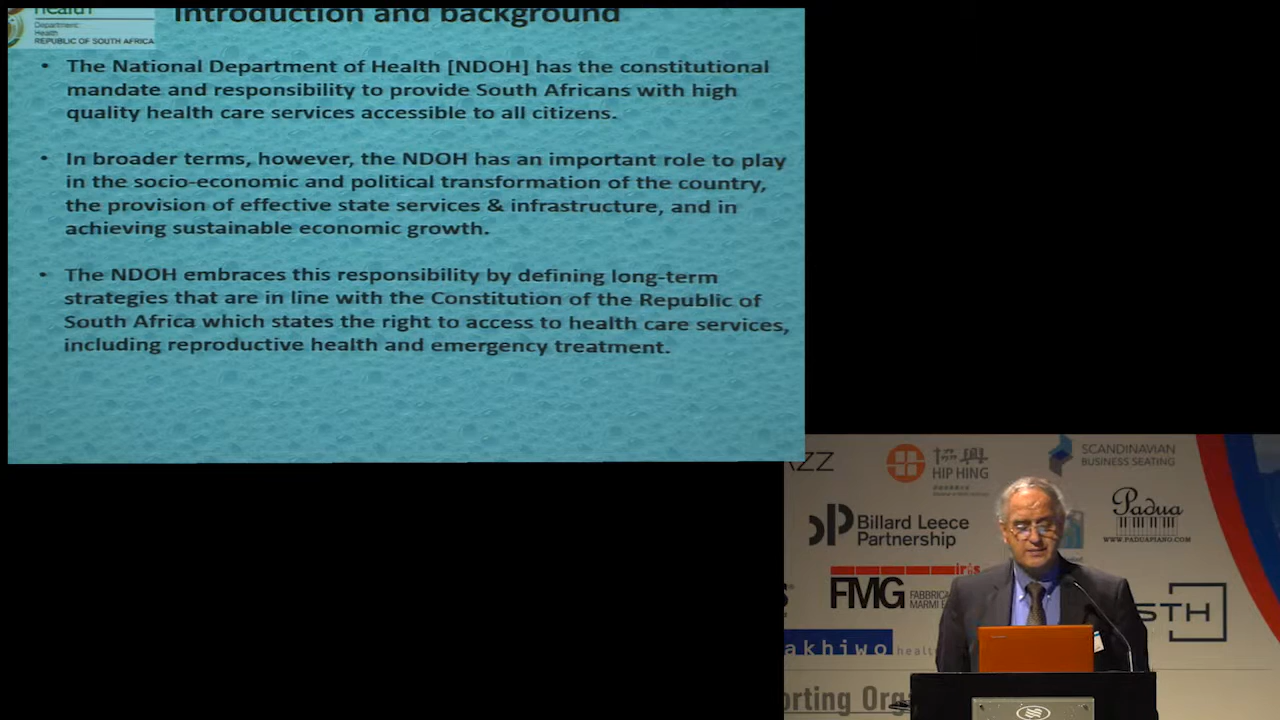 Introduction and background
health
Department:
Health
REPUBLIC OF SOUTH AFRICA
• The National Department of Health [NDOH] has the constitutional
mandate and responsibility to provide South Africans with high
quality health care services accessible to all citizens.
• In broader terms, however, the NDOH has an important role to play
in the socio-economic and political transformation of the country,
the provision of effective state services & infrastructure, and in
achieving sustainable economic growth.
• The NDOH embraces this responsibility by defining long-term
strategies that are in line with the Constitution of the Republic of
South Africa which states the right to access to health care services,
including reproductive health and emergency treatment.
AZZ
HIP HING
SCANDINAVIAN
BUSINESS SEATING
Billard Leece
Partnership
Padua
WWW.PADUAPIANO.COM
iris
FMG
FABBRICA
MARMI E
STH
akhiwo
health
orting Orga